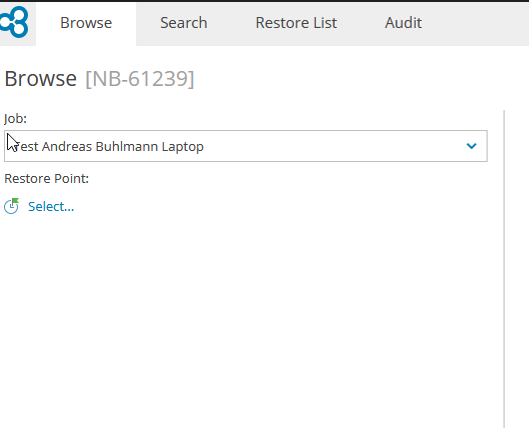 Browse Search Restore List Audit
Browse [NB-61239]
Job:
Test Andreas Buhlmann Laptop
Restore Point:
Select...